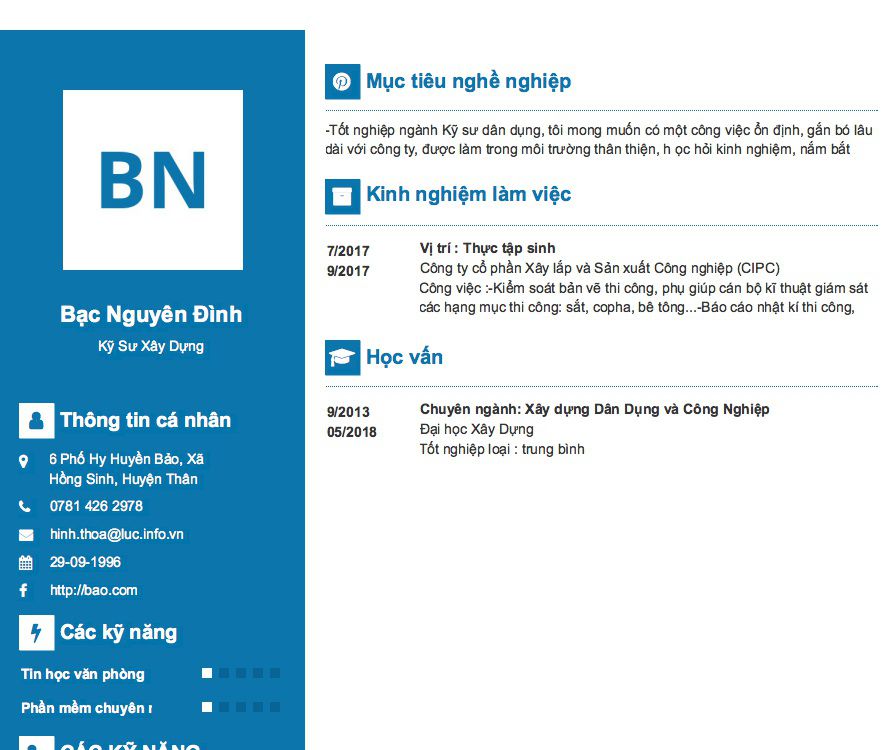 BN
Bạc Nguyên Đình
Kỹ Sư Xây Dựng
Thông tin cá nhân
6 Phố Hy Huyền Bảo, Xã
Hồng Sinh, Huyện Thân
0781 426 2978
hinh.thoa@luc.info.vn
29-09-1996
http://bao.com
Các kỹ năng
Tin học văn phòng
Phần mềm chuyên
CÁC KỸ NĂNG
Mục tiêu nghề nghiệp
-Tốt nghiệp ngành Kỹ sư dân dụng, tôi mong muốn có một công việc ổn định, gắn bó lâu
dài với công ty, được làm trong môi trường thân thiện, h ọc hỏi kinh nghiệm, nắm bắt
Kinh nghiệm làm việc
7/2017
9/2017
Vị trí : Thực tập sinh
Công ty cổ phần Xây lắp và Sản xuất Công nghiệp (CIPC)
Công việc :-Kiểm soát bản vẽ thi công, phụ giúp cán bộ kĩ thuật giám sát
các hạng mục thi công: sắt, copha, bê tông...-Báo cáo nhật kí thi công,
Học vấn
9/2013
05/2018
Chuyên ngành: Xây dựng Dân Dụng và Công Nghiệp
Đại học Xây Dựng
Tốt nghiệp loại : trung bình